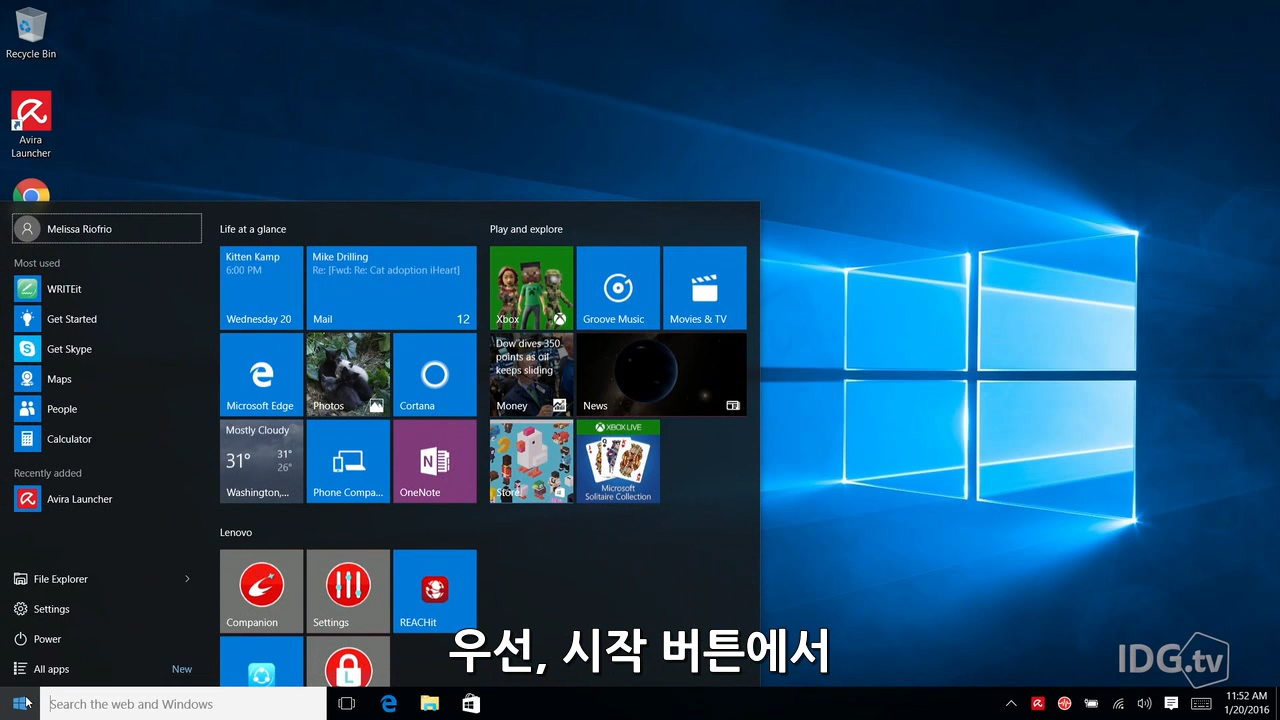 Recycle Bin
Avira
Launcher
Melissa Riofrio
Most used
WRITEit
Get Started
Get Skype
Maps
People
Calculator
Recently added
Avira Launcher
File Explorer
Settings
Power
All apps
New
Life at a glance
Kitten Kamp
6:00 PM
Wednesday 20
Mike Drilling
Re: [Fwd: Re: Cat adoption iHeart]
Mail
12
Microsoft Edge
Photos
Cortana
Mostly Cloudy
31°
31°
26°
Washington,...
Phone Compa...
N
OneNote
Play and explore
Xbox
Groove Music
Movies & TV
Dow dives 350
points as oil
keeps sliding
Money
News
Store
XBOX LIVE
Microsoft
Solitaire Collection
Lenovo
Companion
Settings
REACHit
L
우선, 시작 버튼에서
IDG.tv
Search the web and Windows
11:52 AM
1/20/2016